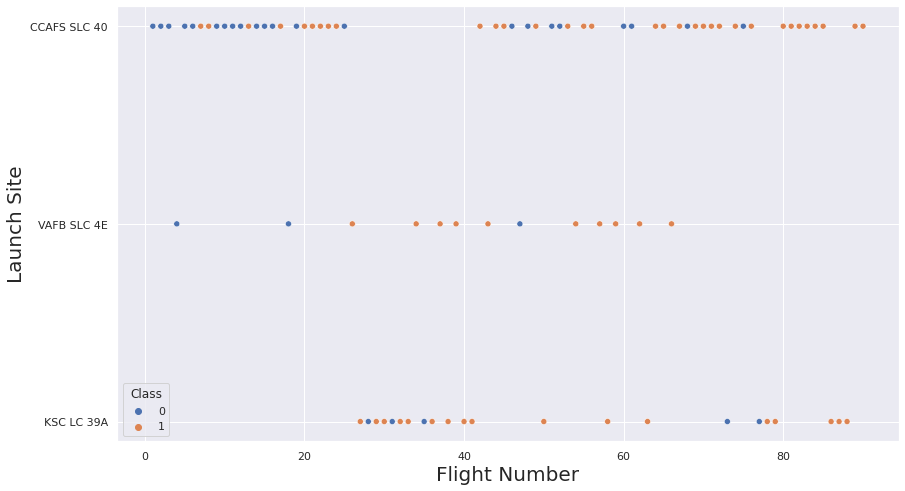 CCAFS SLC 40
VAFB SLC 4E
KSC LC 39A
Launch Site
Class
0
1
0
20
40
60
80
Flight Number